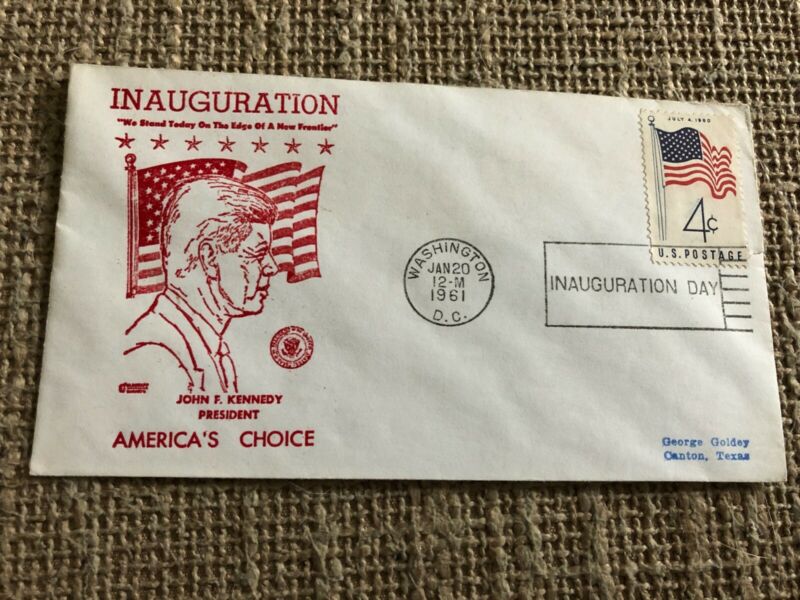 INAUGURATION
"We Stand Today On The Edge Of A New Frontier"
JOHN F. KENNEDY
PRESIDENT
AMERICA'S CHOICE
WASHINGTON
JAN 20
12-M
1961
D.C.
INAUGURATION DAY
JULY 4, 1960
4¢
U.S. POSTAGE
George Goldey
Canton, Texas